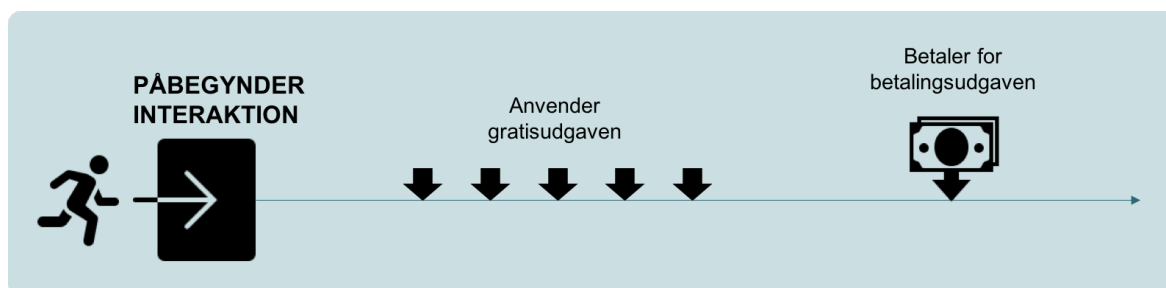 PÅBEGYNDER
INTERAKTION
Anvender
gratisudgaven
Betaler for
betalingsudgaven